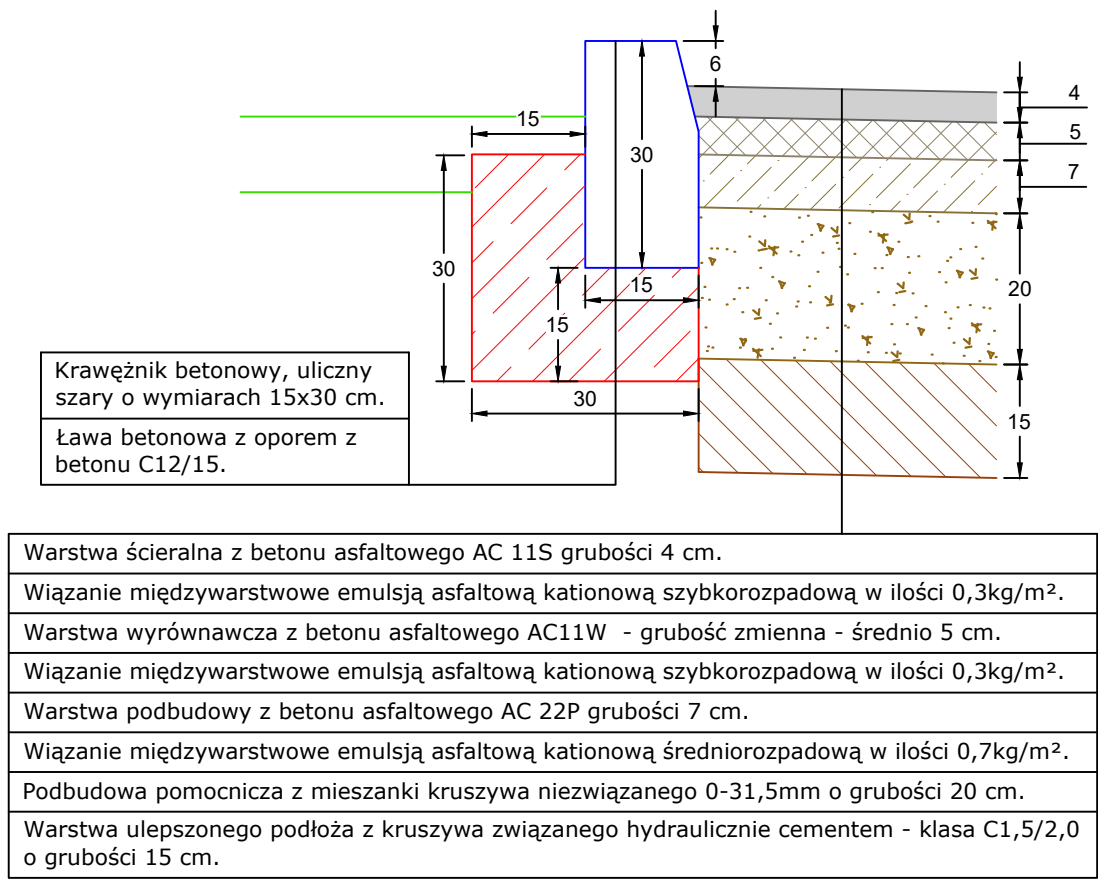 6
4
15
5
30
7
30
15
20
15
30
15
Krawężnik betonowy, uliczny
szary o wymiarach 15x30 cm.
Ława betonowa z oporem z
betonu C12/15.
Warstwa ścieralna z betonu asfaltowego AC 11S grubości 4 cm.
Wiązanie międzywarstwowe emulsją asfaltową kationową szybkorozpadową w ilości 0,3kg/m².
Warstwa wyrównawcza z betonu asfaltowego AC11W - grubość zmienna - średnio 5 cm.
Wiązanie międzywarstwowe emulsją asfaltową kationową szybkorozpadową w ilości 0,3kg/m².
Warstwa podbudowy z betonu asfaltowego AC 22P grubości 7 cm.
Wiązanie międzywarstwowe emulsją asfaltową kationową średniorozpadową w ilości 0,7kg/m².
Podbudowa pomocnicza z mieszanki kruszywa niezwiązanego 0-31,5mm o grubości 20 cm.
Warstwa ulepszonego podłoża z kruszywa związanego hydraulicznie cementem - klasa C1,5/2,0
o grubości 15 cm.